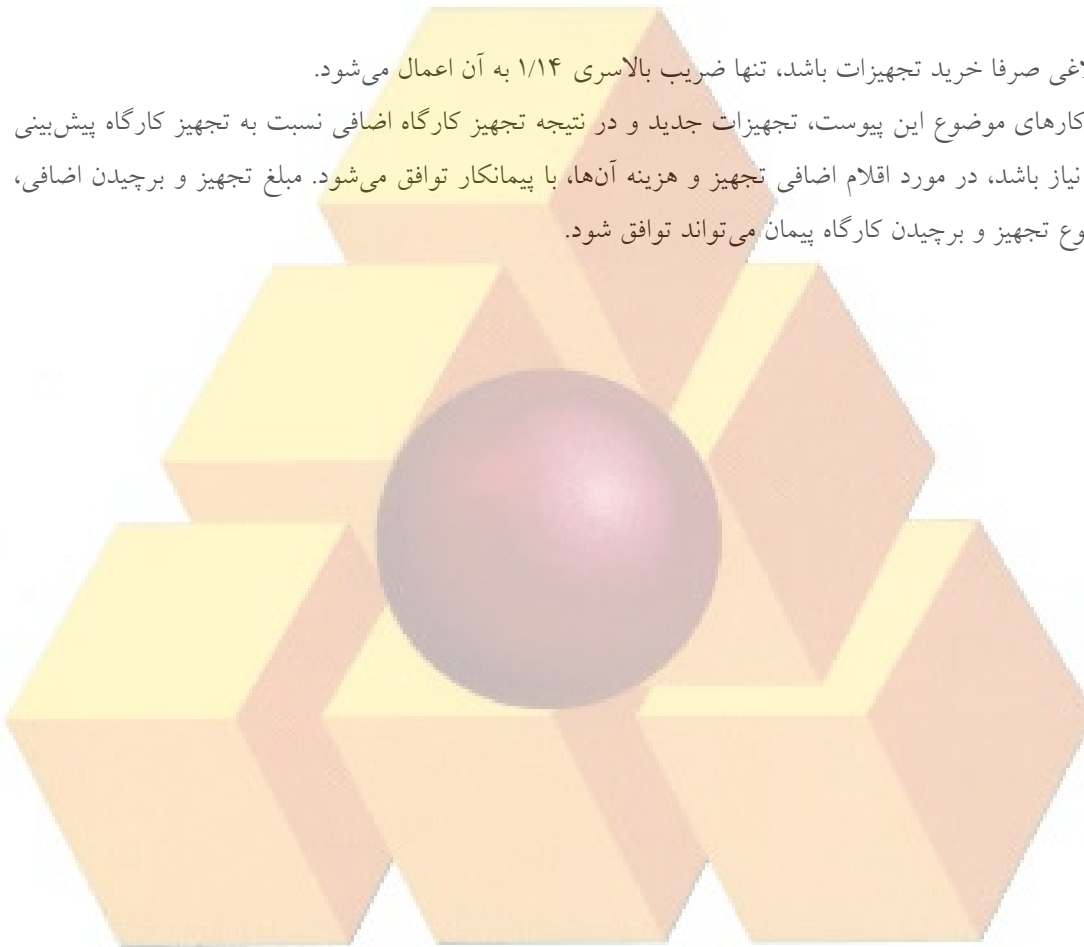 صرفا خرید تجهیزات باشد، تنها ضریب بالاسری ۱/۱۴ به آن اعمال می‌شود.
کارهای موضوع این پیوست، تجهیزات جدید و در نتیجه تجهیز کارگاه اضافی نسبت به تجهیز کارگاه پیش‌بینی
نیاز باشد، در مورد اقلام اضافی تجهیز و هزینه آن‌ها، با پیمانکار توافق می‌شود. مبلغ تجهیز و برچیدن اضافی،
تجهیز و برچیدن کارگاه پیمان می‌تواند توافق شود.